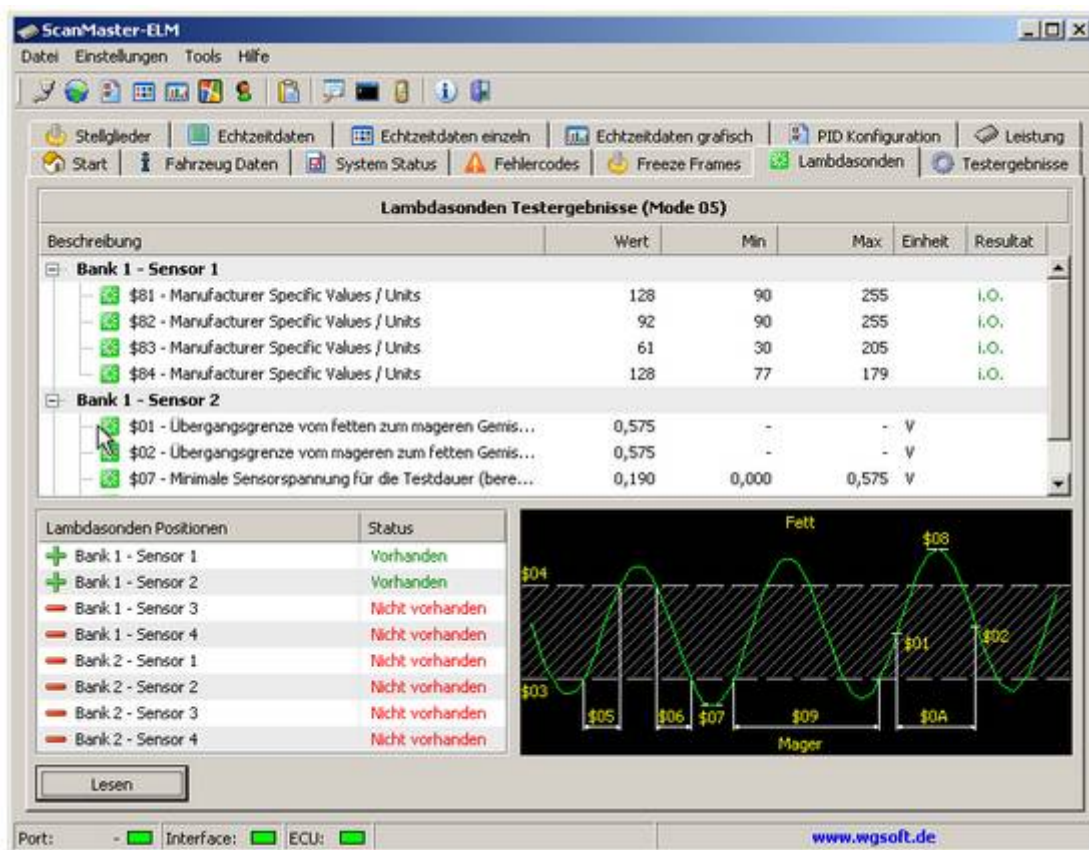 ScanMaster-ELM
Datei Einstellungen Tools Hilfe
Stellglieder Echtzeitdaten Echtzeitdaten einzeln Echtzeitdaten grafisch PID Konfiguration Leistung
Start Fahrzeug Daten System Status Fehlercodes Freeze Frames Lambdasonden Testergebnisse
Lambdasonden Testergebnisse (Mode 05)
Beschreibung Wert Min Max Einheit Resultat
Bank 1 - Sensor 1
$81 - Manufacturer Specific Values / Units 128 90 255 i.O.
$82 - Manufacturer Specific Values / Units 92 90 255 i.O.
$83 - Manufacturer Specific Values / Units 61 30 205 i.O.
$84 - Manufacturer Specific Values / Units 128 77 179 i.O.
Bank 1 - Sensor 2
$01 - Übergangsgrenze vom fetten zum mageren Gemis... 0,575 - - V
$02 - Übergangsgrenze vom mageren zum fetten Gemis... 0,575 - - V
$07 - Minimale Sensorspannung für die Testdauer (bere... 0,190 0,000 0,575 V
Lambdasonden Positionen Status
Bank 1 - Sensor 1 Vorhanden
Bank 1 - Sensor 2 Vorhanden
Bank 1 - Sensor 3 Nicht vorhanden
Bank 1 - Sensor 4 Nicht vorhanden
Bank 2 - Sensor 1 Nicht vorhanden
Bank 2 - Sensor 2 Nicht vorhanden
Bank 2 - Sensor 3 Nicht vorhanden
Bank 2 - Sensor 4 Nicht vorhanden
Fett
$08
$04
$01 $02
$03
$05 $06 $07 $09 $0A
Mager
Lesen
Port: - Interface: ECU: www.wgsoft.de